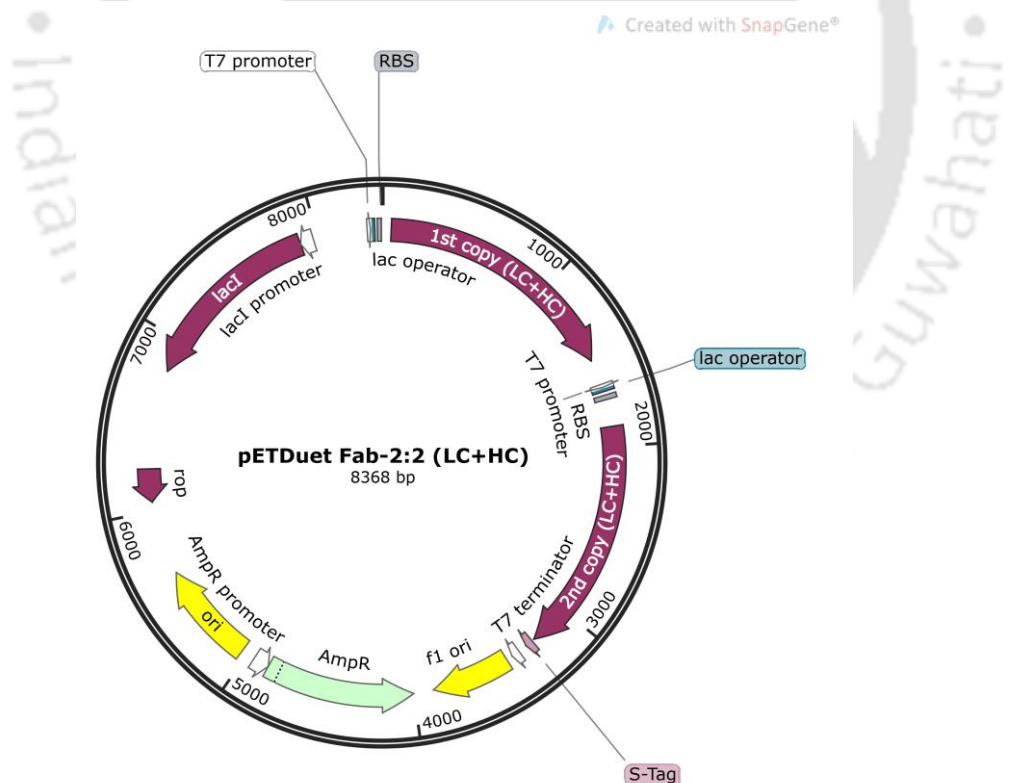 Created with SnapGene®
T7 promoter
RBS
8000
lacI
lacI promoter
lac operator
1st copy (LC+HC)
1000
7000
T7 promoter
RBS
lac operator
2000
pETDuet Fab-2:2 (LC+HC)
8368 bp
2nd copy (LC+HC)
rop
6000
AmpR promoter
ori
T7 terminator
3000
AmpR
f1 ori
5000
4000
S-Tag
Guwahati